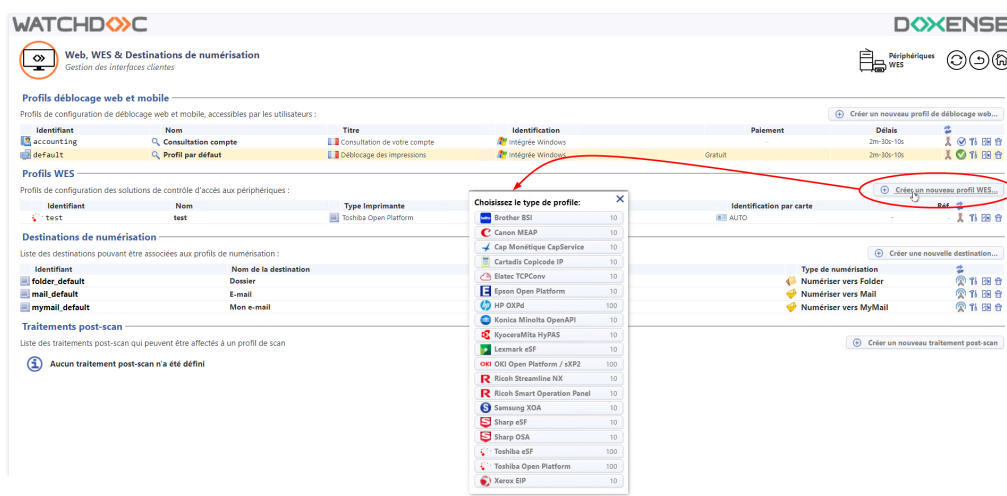 WATCHDOC
DOXENSE
Web, WES & Destinations de numérisation
Gestion des interfaces clientes
Périphériques
WES
Profils déblocage web et mobile
Profils de configuration de déblocage web et mobile, accessibles par les utilisateurs :
Créer un nouveau profil de déblocage web...
Identifiant Nom Titre Identification Paiement Délais
accounting Consultation compte Consultation de votre compte Intégrée Windows - 2m-30s-10s
default Profil par défaut Déblocage des impressions Intégrée Windows Gratuit 2m-30s-10s
Profils WES
Profils de configuration des solutions de contrôle d'accès aux périphériques :
Créer un nouveau profil WES...
Identifiant Nom Type Imprimante Identification par carte Réf.
test test Toshiba Open Platform AUTO - -
Destinations de numérisation
Liste des destinations pouvant être associées aux profils de numérisation :
Créer une nouvelle destination...
Identifiant Nom de la destination Type de numérisation
folder_default Dossier Numériser vers Folder
mail_default E-mail Numériser vers Mail
mymail_default Mon e-mail Numériser vers MyMail
Traitements post-scan
Liste des traitements post-scan qui peuvent être affectés à un profil de scan
Créer un nouveau traitement post-scan
Aucun traitement post-scan n'a été défini
Choisissez le type de profile:
Brother BSI 10
Canon MEAP 10
Cap Monétique CapService 10
Cartadis Copicode IP 10
Elatec TCPConv 10
Epson Open Platform 10
HP OXPd 100
Konica Minolta OpenAPI 10
KyoceraMita HyPAS 10
Lexmark eSF 10
OKI OKI Open Platform / sXP2 100
Ricoh Streamline NX 10
Ricoh Smart Operation Panel 10
Samsung XOA 10
Sharp eSF 10
Sharp OSA 10
Toshiba eSF 100
Toshiba Open Platform 100
Xerox EIP 10